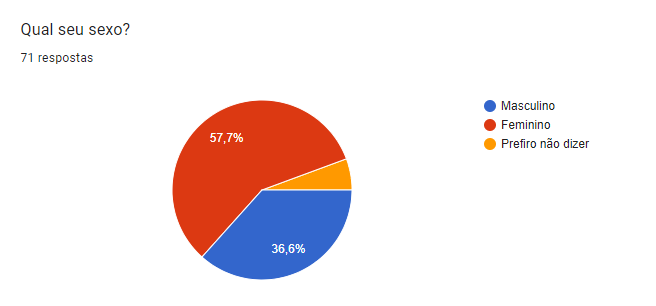 Qual seu sexo?
71 respostas
Masculino
Feminino
Prefiro não dizer
57,7%
36,6%